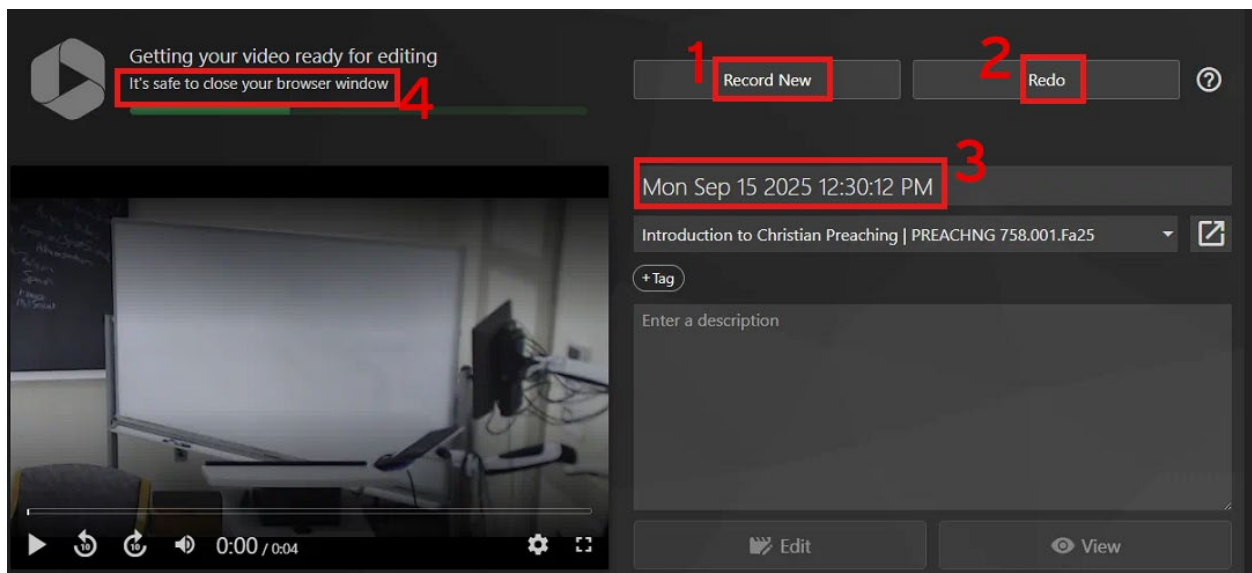 Getting your video ready for editing
It's safe to close your browser window
4
1
Record New
2
Redo
?
Mon Sep 15 2025 12:30:12 PM
3
Introduction to Christian Preaching | PREACHNG 758.001.Fa25
+Tag
Enter a description
10
10
0:00 / 0:04
Edit
View